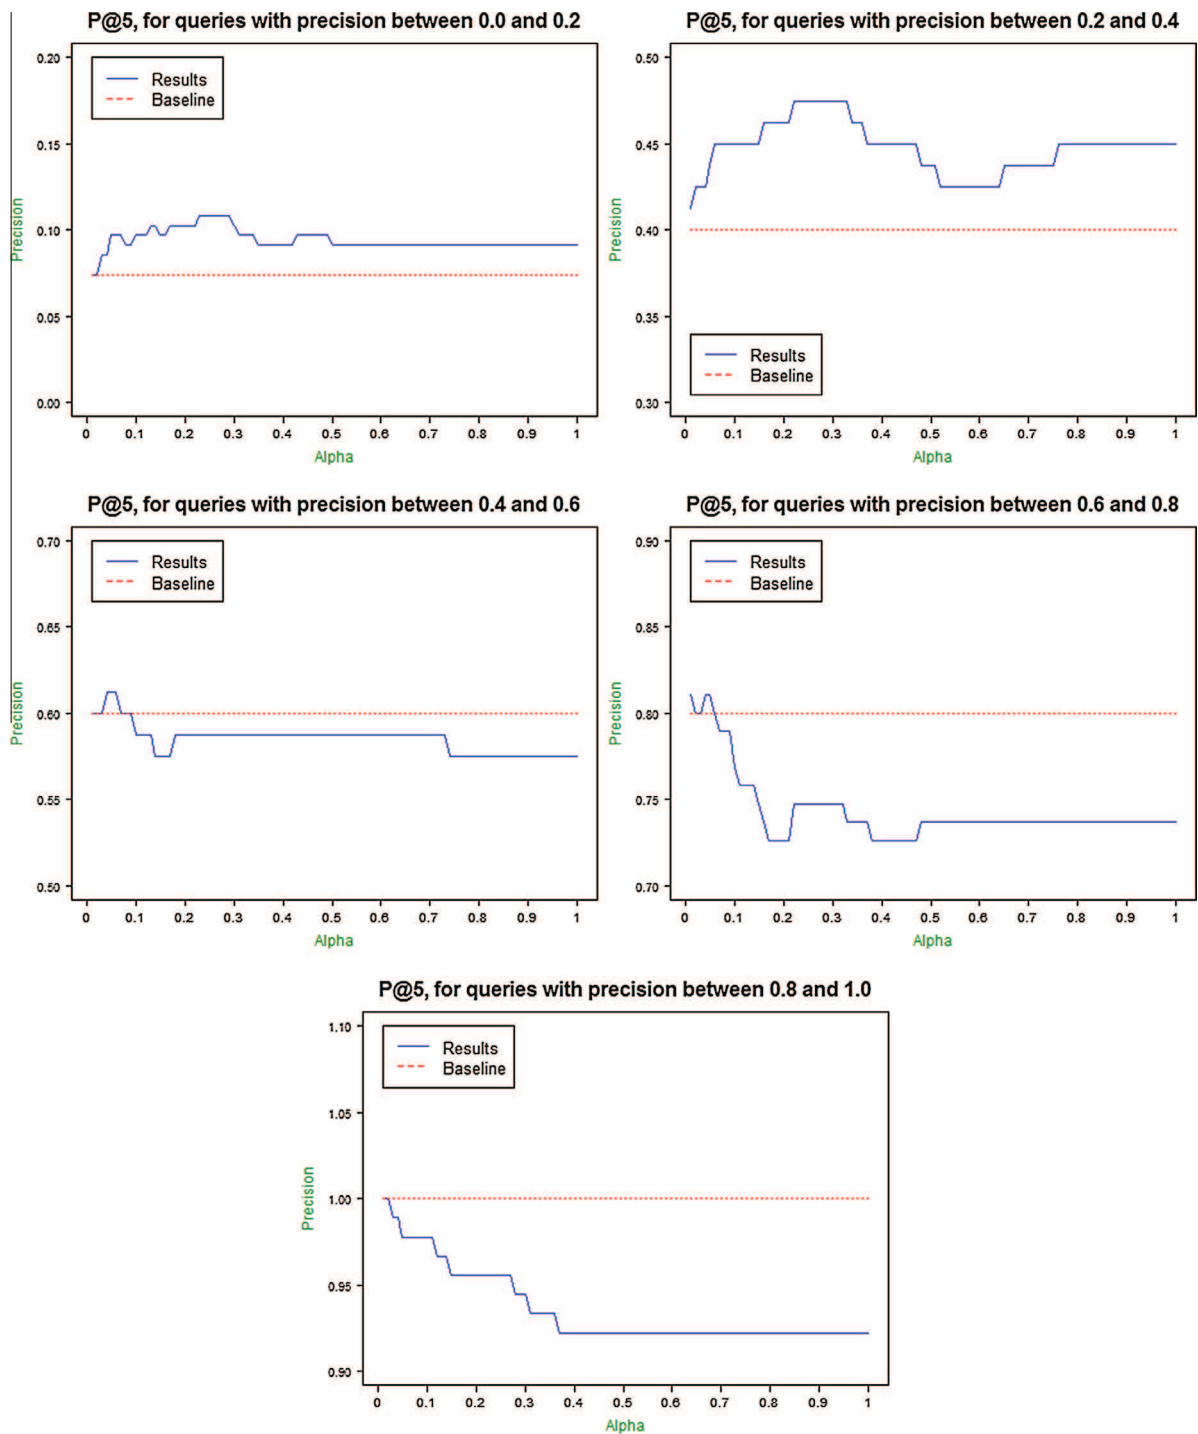 P@5, for queries with precision between 0.0 and 0.2
0.20
0.15
0.10
0.05
0.00
Precision
Results
Baseline
0 0.1 0.2 0.3 0.4 0.5 0.6 0.7 0.8 0.9 1
Alpha
P@5, for queries with precision between 0.2 and 0.4
0.50
0.45
0.40
0.35
0.30
Precision
Results
Baseline
0 0.1 0.2 0.3 0.4 0.5 0.6 0.7 0.8 0.9 1
Alpha
P@5, for queries with precision between 0.4 and 0.6
0.70
0.65
0.60
0.55
0.50
Precision
Results
Baseline
0 0.1 0.2 0.3 0.4 0.5 0.6 0.7 0.8 0.9 1
Alpha
P@5, for queries with precision between 0.6 and 0.8
0.90
0.85
0.80
0.75
0.70
Precision
Results
Baseline
0 0.1 0.2 0.3 0.4 0.5 0.6 0.7 0.8 0.9 1
Alpha
P@5, for queries with precision between 0.8 and 1.0
1.10
1.05
1.00
0.95
0.90
Precision
Results
Baseline
0 0.1 0.2 0.3 0.4 0.5 0.6 0.7 0.8 0.9 1
Alpha